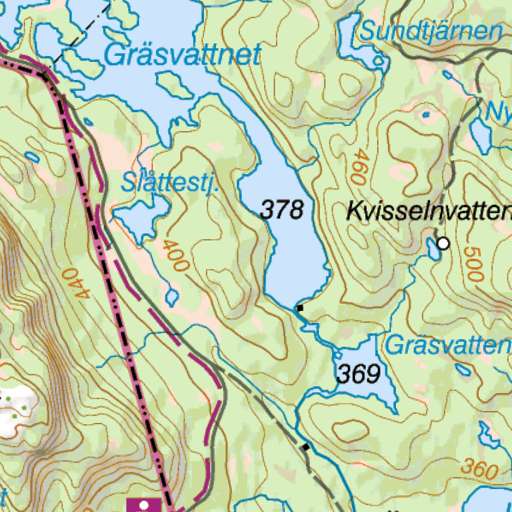 Sundtjärnen
Gräsvattnet
Ny
Slåttestj.
460
378
Kvisselnvatten
400
500
440
Gräsvatten
369
360
t